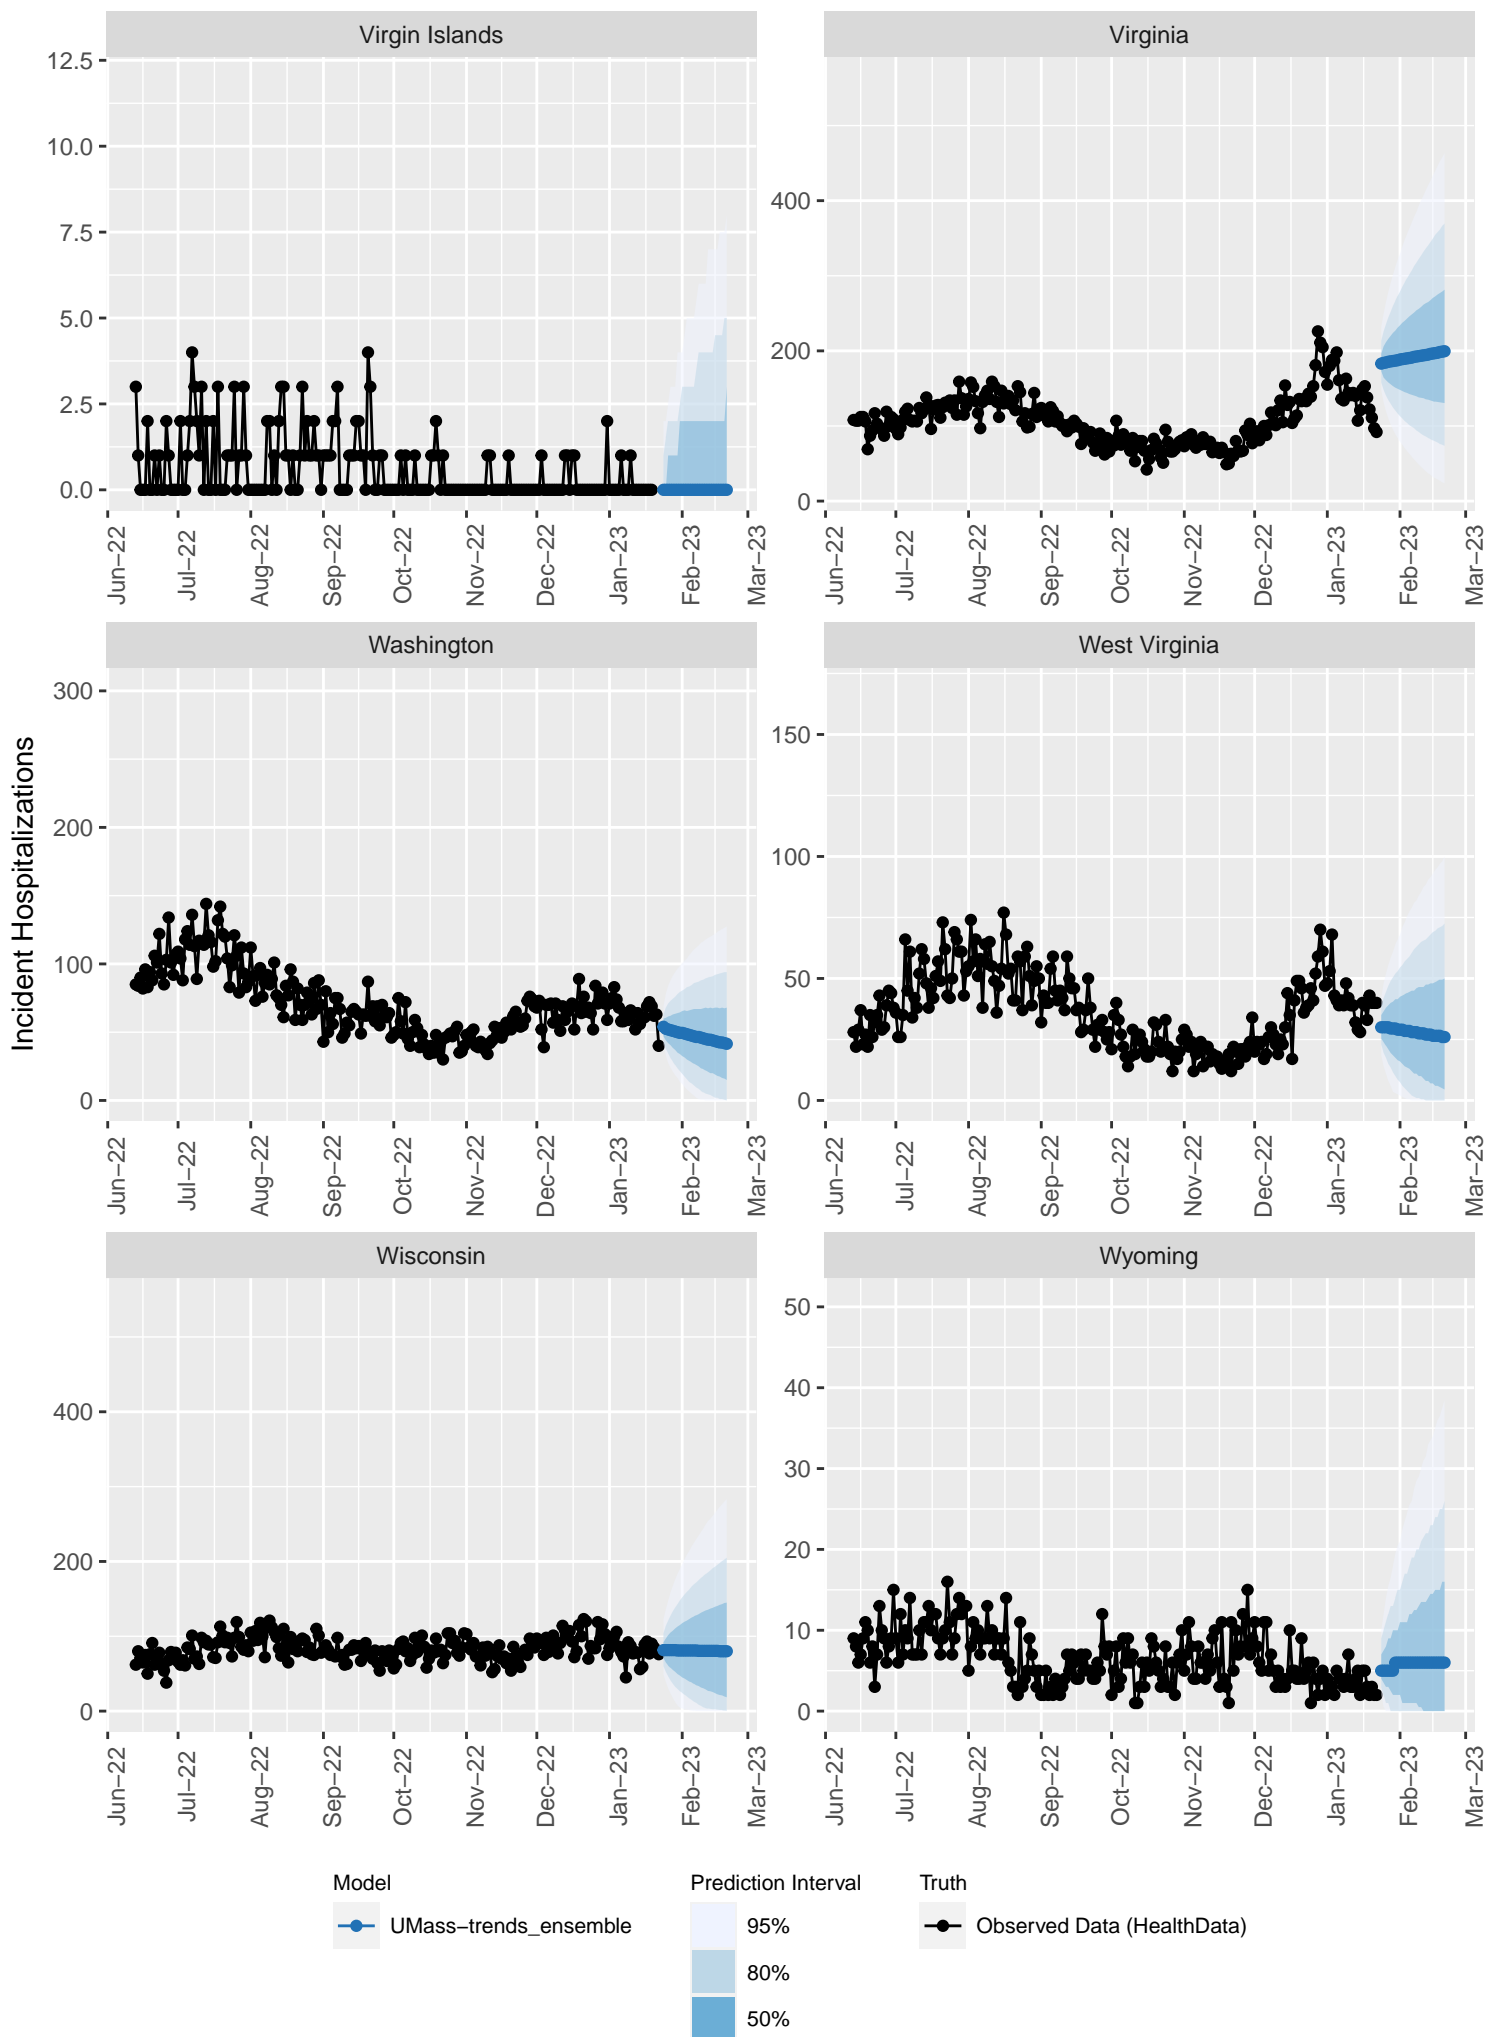 Virgin Islands
Virginia
12.5
10.0
7.5
5.0
2.5
0.0
400
200
0
Jun−22
Jul−22
Aug−22
Sep−22
Oct−22
Nov−22
Dec−22
Jan−23
Feb−23
Mar−23
Jun−22
Jul−22
Aug−22
Sep−22
Oct−22
Nov−22
Dec−22
Jan−23
Feb−23
Mar−23
Incident Hospitalizations
Washington
West Virginia
300
200
100
0
150
100
50
0
Jun−22
Jul−22
Aug−22
Sep−22
Oct−22
Nov−22
Dec−22
Jan−23
Feb−23
Mar−23
Jun−22
Jul−22
Aug−22
Sep−22
Oct−22
Nov−22
Dec−22
Jan−23
Feb−23
Mar−23
Wisconsin
Wyoming
400
200
0
50
40
30
20
10
0
Jun−22
Jul−22
Aug−22
Sep−22
Oct−22
Nov−22
Dec−22
Jan−23
Feb−23
Mar−23
Jun−22
Jul−22
Aug−22
Sep−22
Oct−22
Nov−22
Dec−22
Jan−23
Feb−23
Mar−23
Model
UMass−trends_ensemble
Prediction Interval
95%
80%
50%
Truth
Observed Data (HealthData)